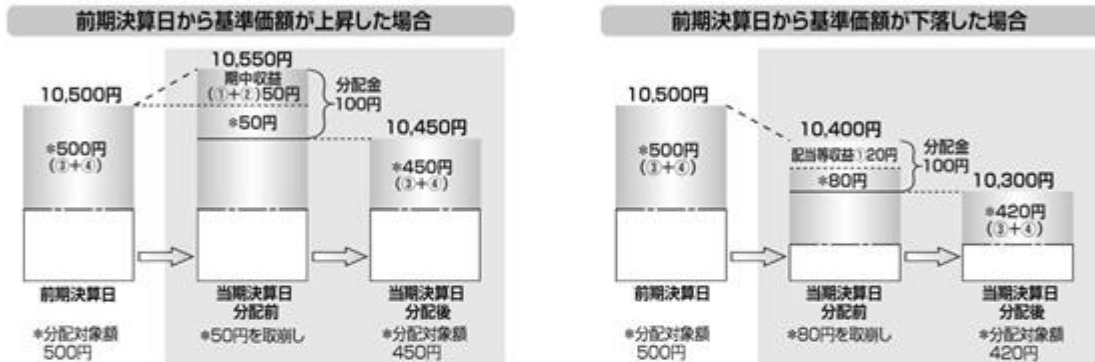 前期決算日から基準価額が上昇した場合
10,500円
*500円
(③+④)
前期決算日
*分配対象額
500円
10,550円
期中収益
(①+②)50円
*50円
分配金
100円
当期決算日
分配前
*50円を取崩し
10,450円
*450円
(③+④)
当期決算日
分配後
*分配対象額
450円
前期決算日から基準価額が下落した場合
10,500円
*500円
(③+④)
前期決算日
*分配対象額
500円
10,400円
配当等収益①20円
*80円
分配金
100円
当期決算日
分配前
*80円を取崩し
10,300円
*420円
(③+④)
当期決算日
分配後
*分配対象額
420円